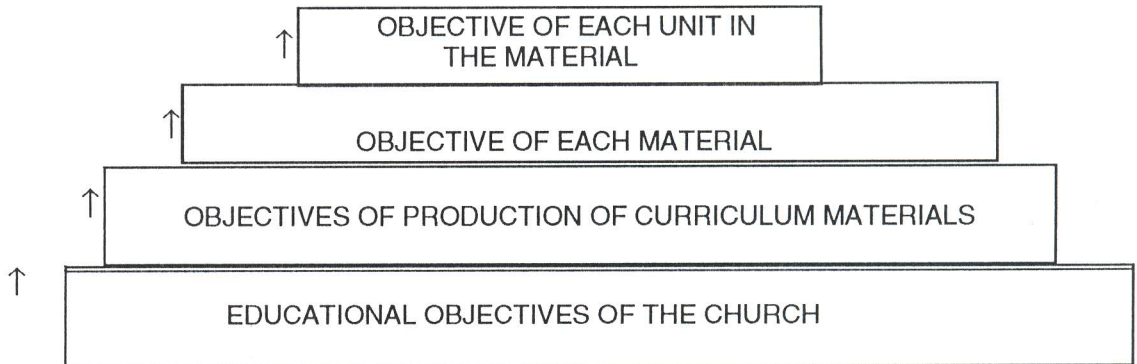 ↑ OBJECTIVE OF EACH UNIT IN
THE MATERIAL
↑ OBJECTIVE OF EACH MATERIAL
↑ OBJECTIVES OF PRODUCTION OF CURRICULUM MATERIALS
↑ EDUCATIONAL OBJECTIVES OF THE CHURCH